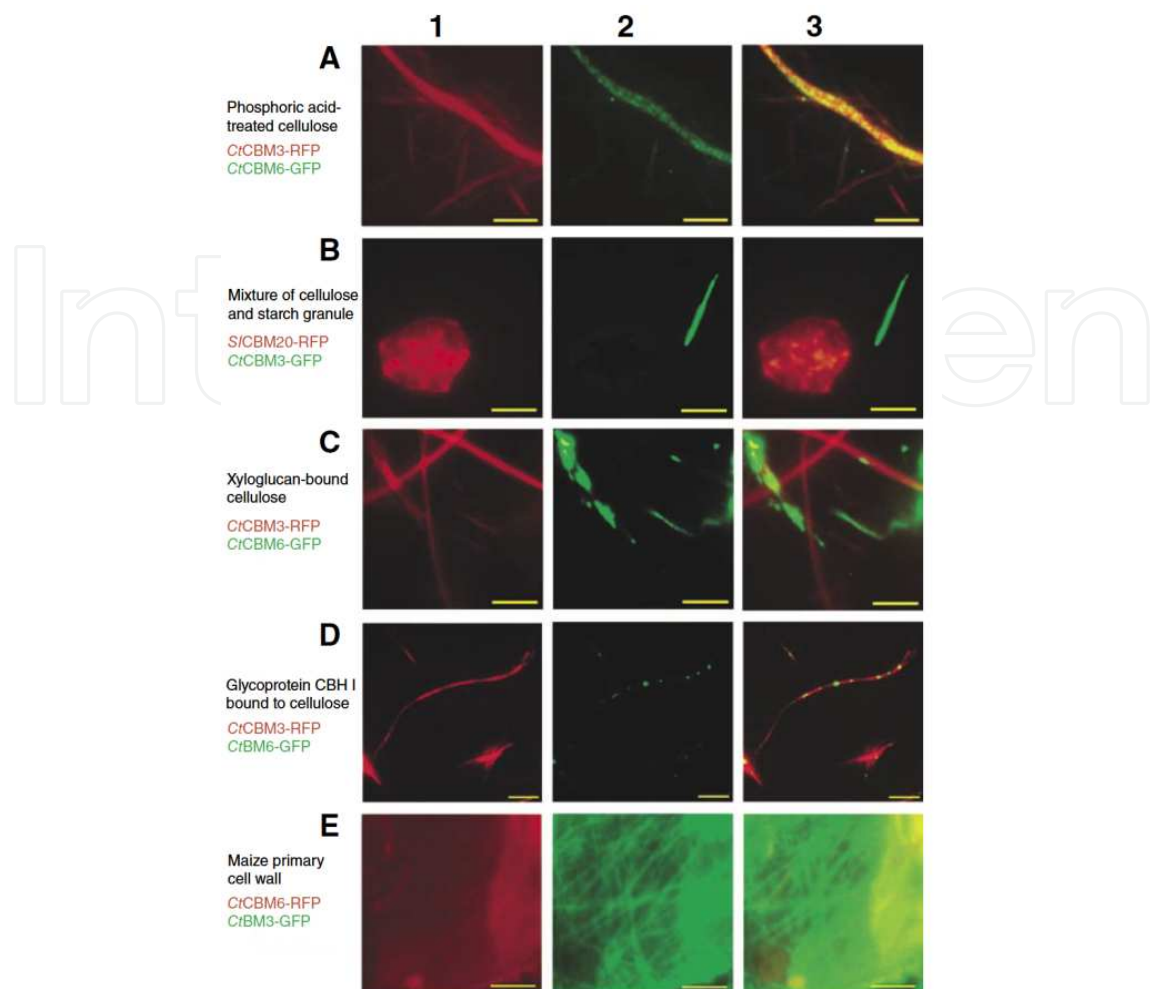 1 2 3
A
Phosphoric acid-
treated cellulose
CtCBM3-RFP
CtCBM6-GFP
B
Mixture of cellulose
and starch granule
SlCBM20-RFP
CtCBM3-GFP
C
Xyloglucan-bound
cellulose
CtCBM3-RFP
CtCBM6-GFP
D
Glycoprotein CBH I
bound to cellulose
CtCBM3-RFP
CtBM6-GFP
E
Maize primary
cell wall
CtCBM6-RFP
CtBM3-GFP